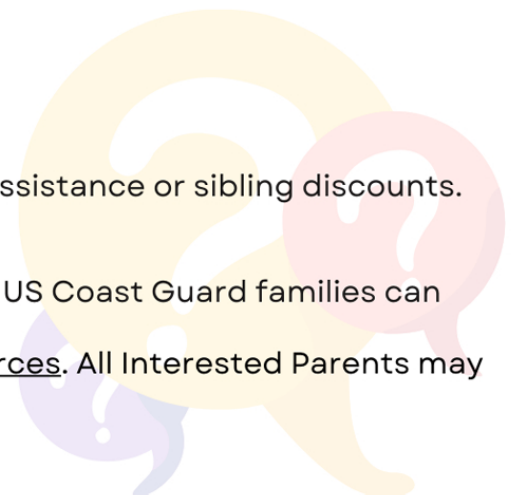 ssistance or sibling discounts.
US Coast Guard families can
rces. All Interested Parents may